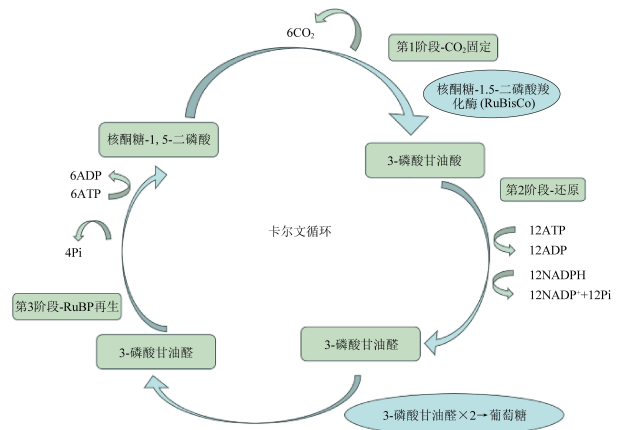 6CO₂
第1阶段-CO₂固定
核酮糖-1.5-二磷酸羧
化酶(RuBisCo)
核酮糖-1, 5-二磷酸
3-磷酸甘油酸
6ADP
6ATP
第2阶段-还原
12ATP
12ADP
卡尔文循环
4Pi
12NADPH
12NADP⁺+12Pi
第3阶段-RuBP再生
3-磷酸甘油醛
3-磷酸甘油醛
3-磷酸甘油醛×2→葡萄糖